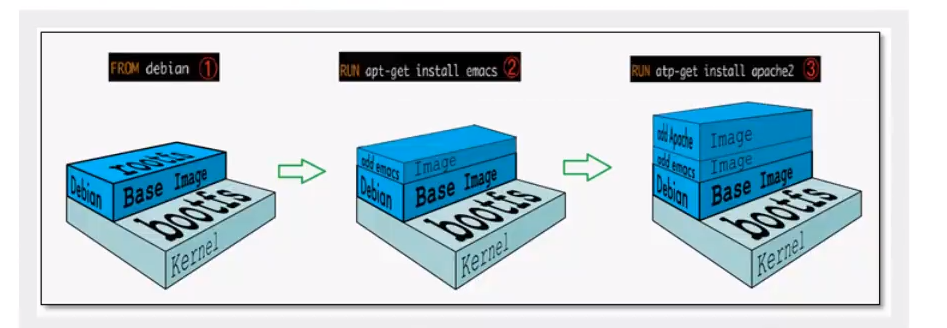 FROM debian ①
RUN apt-get install emacs ②
RUN atp-get install apache2 ③
rootfs
Debian Base Image
bootfs
Kernel
add emacs Image
Debian Base Image
bootfs
Kernel
add Apache Image
add emacs Image
Debian Base Image
bootfs
Kernel